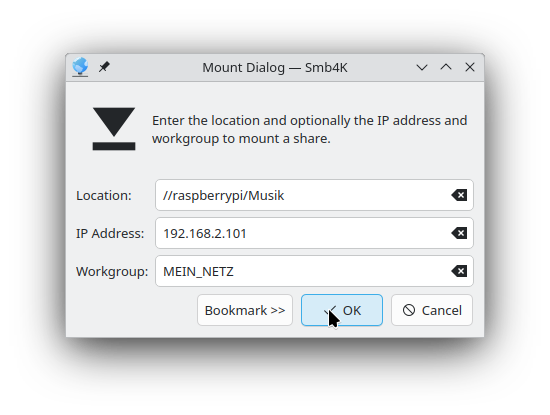 Mount Dialog — Smb4K
Enter the location and optionally the IP address and
workgroup to mount a share.
Location: //raspberrypi/Musik
IP Address: 192.168.2.101
Workgroup: MEIN_NETZ
Bookmark >> OK Cancel